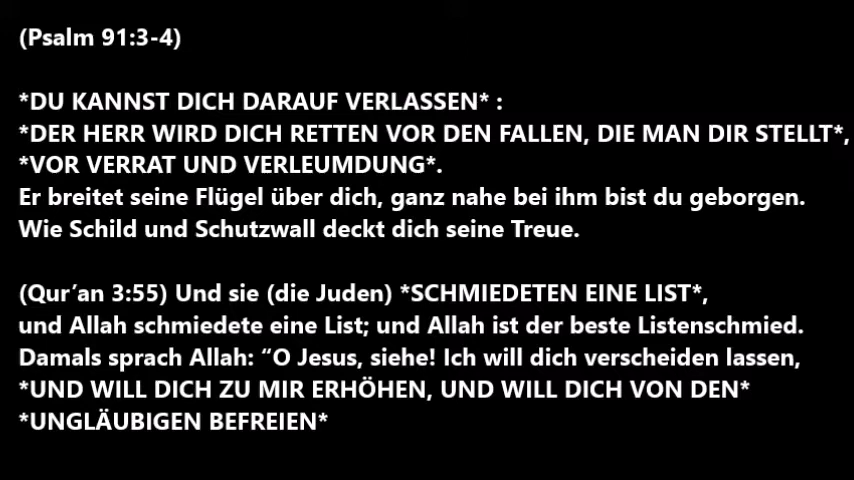 (Psalm 91:3-4)
*DU KANNST DICH DARAUF VERLASSEN* :
*DER HERR WIRD DICH RETTEN VOR DEN FALLEN, DIE MAN DIR STELLT*,
*VOR VERRAT UND VERLEUMDUNG*.
Er breitet seine Flügel über dich, ganz nahe bei ihm bist du geborgen.
Wie Schild und Schutzwall deckt dich seine Treue.
(Qur’an 3:55) Und sie (die Juden) *SCHMIEDETEN EINE LIST*,
und Allah schmiedete eine List; und Allah ist der beste Listenschmied.
Damals sprach Allah: “O Jesus, siehe! Ich will dich verscheiden lassen,
*UND WILL DICH ZU MIR ERHÖHEN, UND WILL DICH VON DEN*
*UNGLÄUBIGEN BEFREIEN*